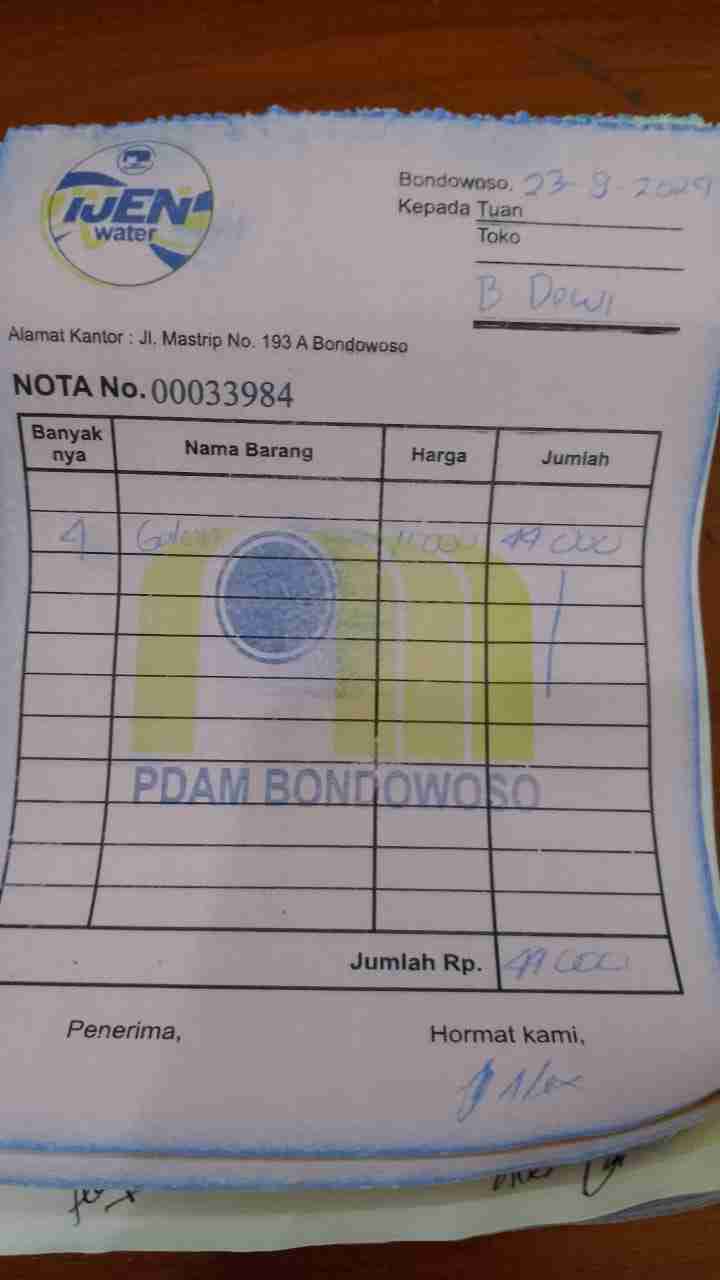 IJEN
water
Bondowoso, 23-9-2024
Kepada Tuan
Toko
B Dewi
Alamat Kantor : Jl. Mastrip No. 193 A Bondowoso
NOTA No. 00033984
Banyak nya Nama Barang Harga Jumlah
4 Galon 11.000 44 000
PDAM BONDOWOSO
Jumlah Rp. 44 000
Penerima, Hormat kami,